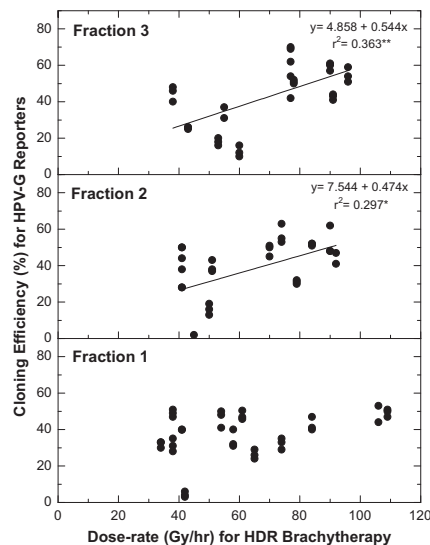 Fraction 3
y= 4.858 + 0.544x
r²= 0.363**
80
60
40
20
0
Fraction 2
y= 7.544 + 0.474x
r²= 0.297*
80
60
40
20
0
Fraction 1
80
60
40
20
0
0 20 40 60 80 100 120
Dose-rate (Gy/hr) for HDR Brachytherapy
Cloning Efficiency (%) for HPV-G Reporters